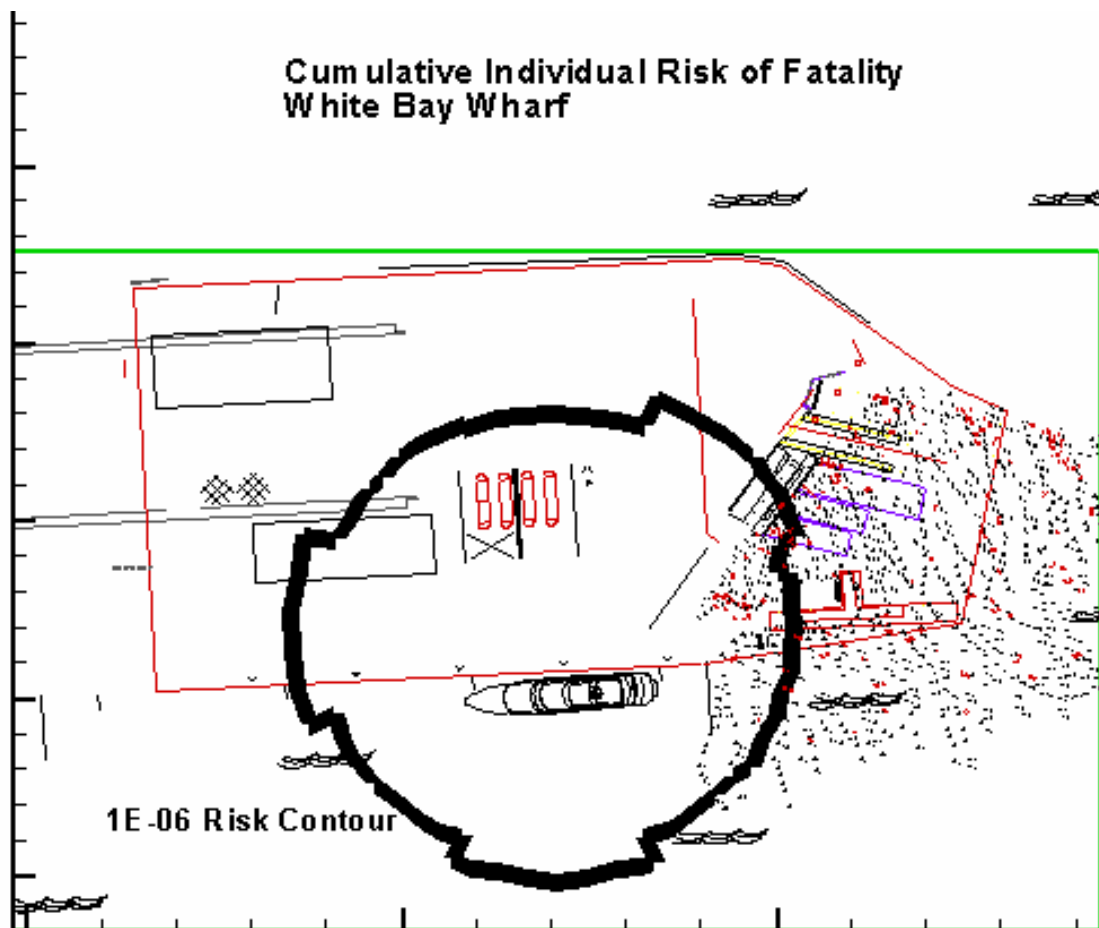 Cumulative Individual Risk of Fatality
White Bay Wharf
1E-06 Risk Contour